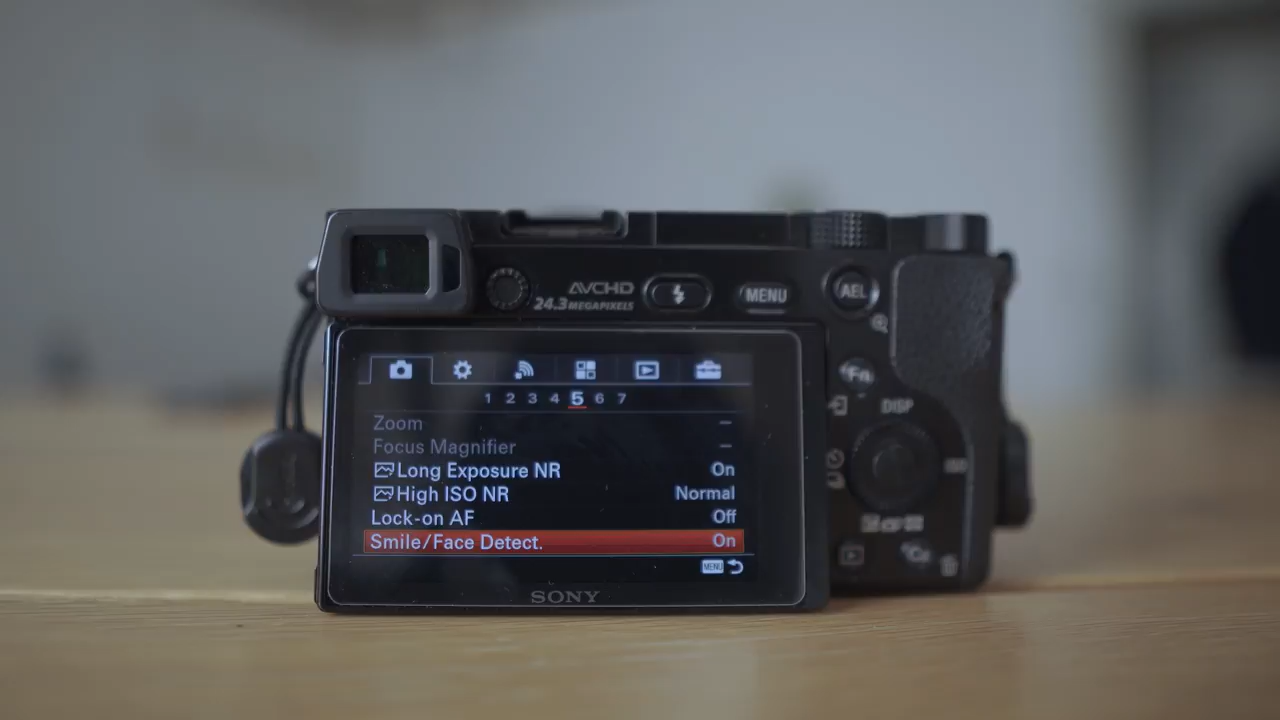 AVCHD
24.3 MEGAPIXELS
MENU
AEL
Fn
DISP
1 2 3 4 5 6 7
Zoom –
Focus Magnifier –
Long Exposure NR On
High ISO NR Normal
Lock-on AF Off
Smile/Face Detect. On
MENU
SONY